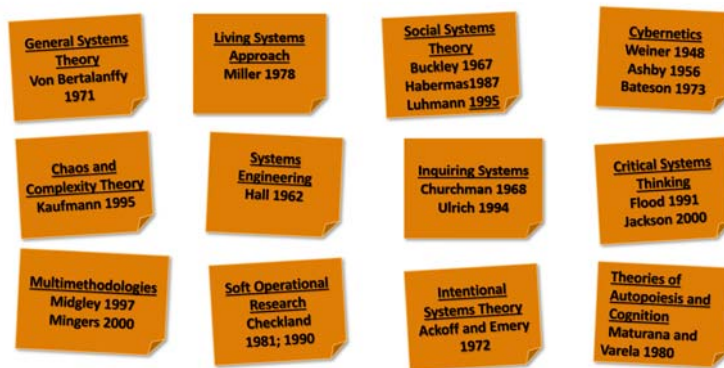 General Systems
Theory
Von Bertalanffy
1971
Living Systems
Approach
Miller 1978
Social Systems
Theory
Buckley 1967
Habermas1987
Luhmann 1995
Cybernetics
Weiner 1948
Ashby 1956
Bateson 1973
Chaos and
Complexity Theory
Kaufmann 1995
Systems
Engineering
Hall 1962
Inquiring Systems
Churchman 1968
Ulrich 1994
Critical Systems
Thinking
Flood 1991
Jackson 2000
Multimethodologies
Midgley 1997
Mingers 2000
Soft Operational
Research
Checkland
1981; 1990
Intentional
Systems Theory
Ackoff and Emery
1972
Theories of
Autopoiesis and
Cognition
Maturana and
Varela 1980